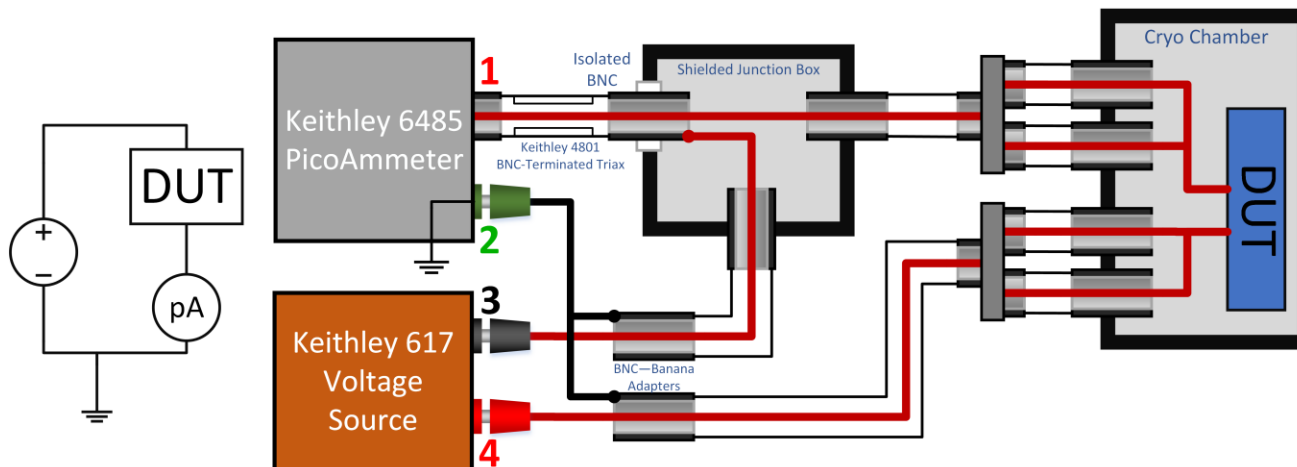 +
−
DUT
pA
Keithley 6485
PicoAmmeter
1
2
Isolated
BNC
Keithley 4801
BNC-Terminated Triax
Shielded Junction Box
Cryo Chamber
DUT
Keithley 617
Voltage
Source
3
4
BNC—Banana
Adapters